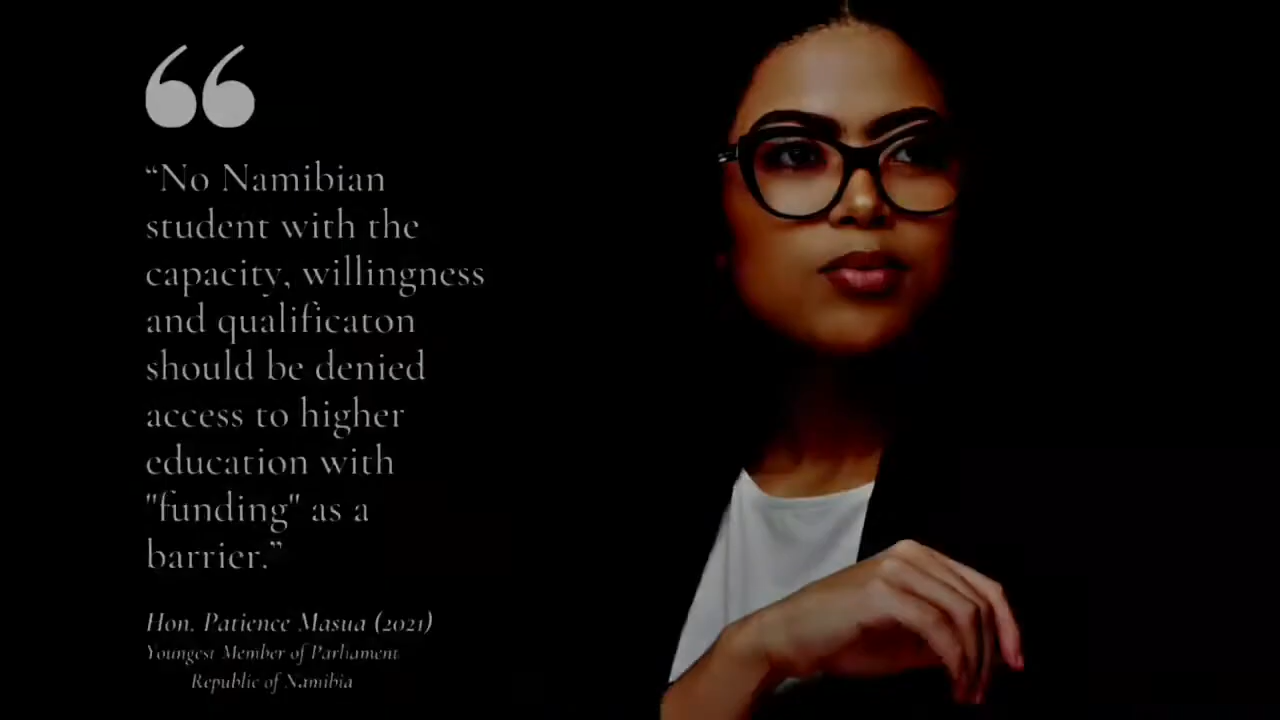 “No Namibian
student with the
capacity, willingness
and qualificaton
should be denied
access to higher
education with
"funding" as a
barrier.”
Hon. Patience Masua (2021)
Youngest Member of Parliament
Republic of Namibia